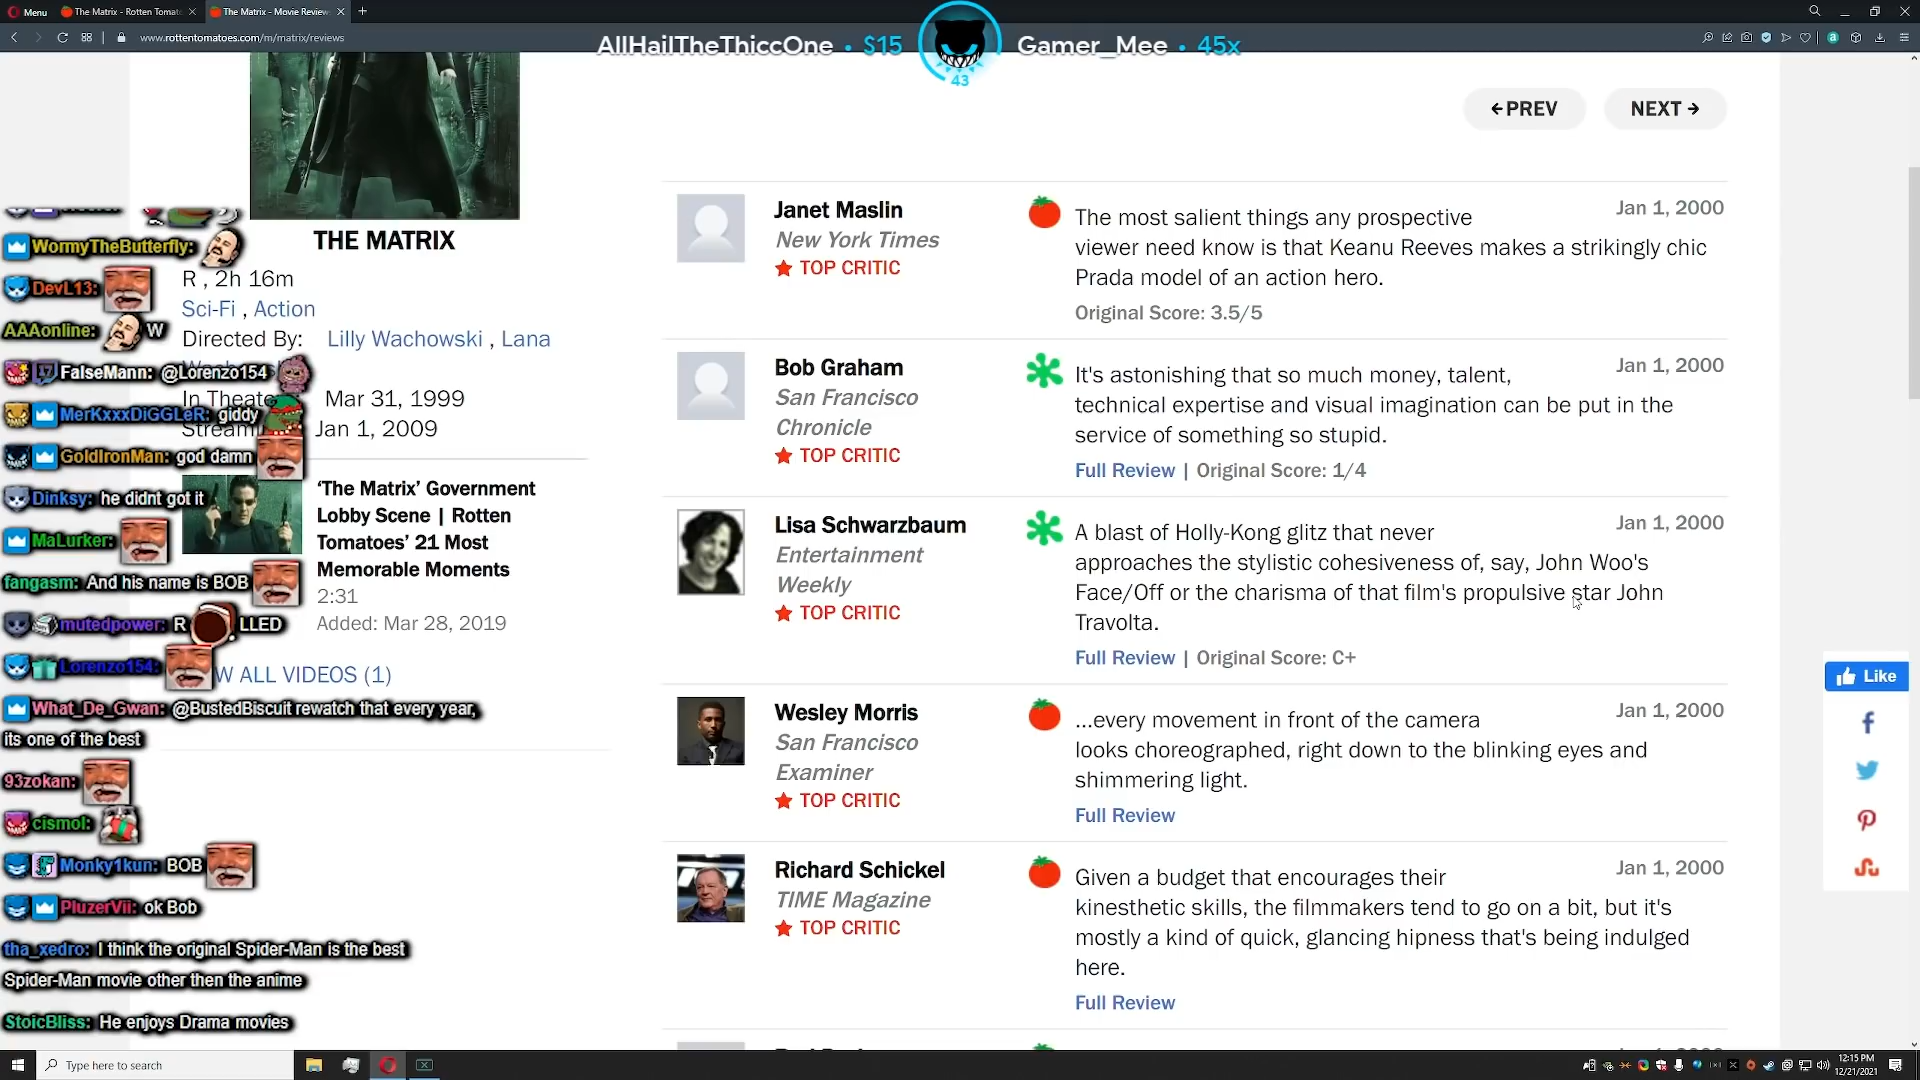 Menu
The Matrix - Rotten Tomat
The Matrix - Movie Review
www.rottentomatoes.com/m/matrix/reviews
AllHailTheThiccOne • $15
43
Gamer_Mee • 45x
PREV
NEXT
THE MATRIX
R , 2h 16m
Sci-Fi , Action
Directed By: Lilly Wachowski , Lana
In Theate
Mar 31, 1999
Stream
Jan 1, 2009
‘The Matrix’ Government
Lobby Scene | Rotten
Tomatoes’ 21 Most
Memorable Moments
2:31
Added: Mar 28, 2019
W ALL VIDEOS (1)
WormyTheButterfly:
DevL13:
AAAonline: W
FalseMann: @Lorenzo154
MerKxxxDiGGLeR: giddy
GoldIronMan: god damn
Dinksy: he didnt got it
MaLurker:
fangasm: And his name is BOB
mutedpower: R LLED
Lorenzo154:
What_De_Gwan: @BustedBiscuit rewatch that every year,
its one of the best
93zokan:
cismol:
Monky1kun: BOB
PluzerVii: ok Bob
tha_xedro: I think the original Spider-Man is the best
Spider-Man movie other then the anime
StoicBliss: He enjoys Drama movies
Janet Maslin
New York Times
TOP CRITIC
Jan 1, 2000
The most salient things any prospective
viewer need know is that Keanu Reeves makes a strikingly chic
Prada model of an action hero.
Original Score: 3.5/5
Bob Graham
San Francisco
Chronicle
TOP CRITIC
Jan 1, 2000
It's astonishing that so much money, talent,
technical expertise and visual imagination can be put in the
service of something so stupid.
Full Review | Original Score: 1/4
Lisa Schwarzbaum
Entertainment
Weekly
TOP CRITIC
Jan 1, 2000
A blast of Holly-Kong glitz that never
approaches the stylistic cohesiveness of, say, John Woo's
Face/Off or the charisma of that film's propulsive star John
Travolta.
Full Review | Original Score: C+
Wesley Morris
San Francisco
Examiner
TOP CRITIC
Jan 1, 2000
...every movement in front of the camera
looks choreographed, right down to the blinking eyes and
shimmering light.
Full Review
Richard Schickel
TIME Magazine
TOP CRITIC
Jan 1, 2000
Given a budget that encourages their
kinesthetic skills, the filmmakers tend to go on a bit, but it's
mostly a kind of quick, glancing hipness that's being indulged
here.
Full Review
Like
Type here to search
12:15 PM
12/21/2021